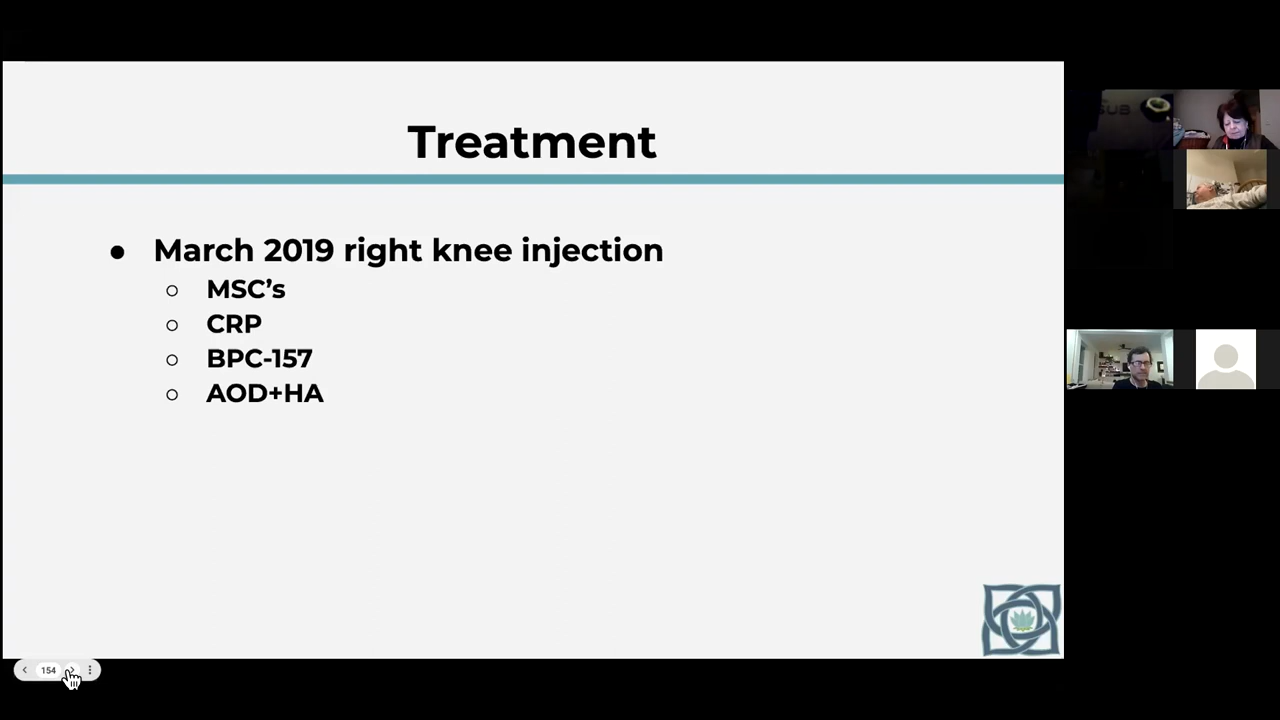 Treatment
● March 2019 right knee injection
○ MSC's
○ CRP
○ BPC-157
○ AOD+HA
154